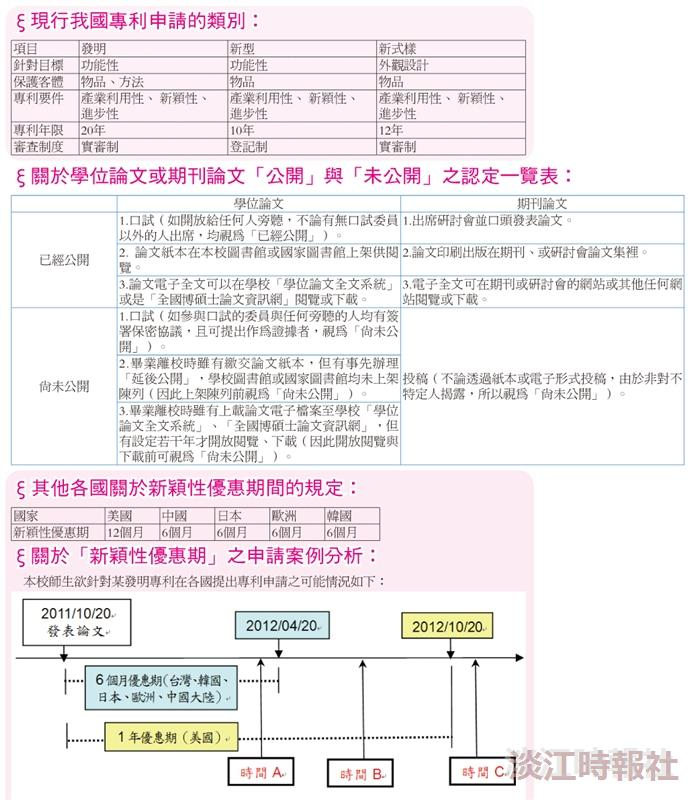 ξ現行我國專利申請的類別：
項目 發明 新型 新式樣
針對目標 功能性 功能性 外觀設計
保護客體 物品、方法 物品 物品
專利要件 產業利用性、新穎性、進步性 產業利用性、新穎性、進步性 產業利用性、新穎性、進步性
專利年限 20年 10年 12年
審查制度 實審制 登記制 實審制
ξ關於學位論文或期刊論文「公開」與「未公開」之認定一覽表：
學位論文 期刊論文
已經公開
1.口試（如開放給任何人旁聽，不論有無口試委員
以外的人出席，均視為「已經公開」）。
1.出席研討會並口頭發表論文。
2. 論文紙本在本校圖書館或國家圖書館上架供閱
覽。
2.論文印刷出版在期刊、或研討會論文集裡。
3.論文電子全文可以在學校「學位論文全文系統」
或是「全國博碩士論文資訊網」閱覽或下載。
3.電子全文可在期刊或研討會的網站或其他任何網
站閱覽或下載。
尚未公開
1.口試（如參與口試的委員與任何旁聽的人均有簽
署保密協議，且可提出作為證據者，視為「尚未公
開」）。
2.畢業離校時雖有繳交論文紙本，但有事先辦理
「延後公開」，學校圖書館或國家圖書館均未上架
陳列（因此上架陳列前視為「尚未公開」）。
3.畢業離校時雖有上載論文電子檔案至學校「學位
論文全文系統」、「全國博碩士論文資訊網」，但
有設定若干年才開放閱覽、下載（因此開放閱覽與
下載前可視為「尚未公開」）。
投稿（不論透過紙本或電子形式投稿，由於非對不
特定人揭露，所以視為「尚未公開」）。
ξ其他各國關於新穎性優惠期間的規定：
國家 美國 中國 日本 歐洲 韓國
新穎性優惠期 12個月 6個月 6個月 6個月 6個月
ξ關於「新穎性優惠期」之申請案例分析：
本校師生欲針對某發明專利在各國提出專利申請之可能情況如下：
2011/10/20
發表論文
2012/04/20
2012/10/20
6個月優惠期(台灣、韓國、
日本、歐洲、中國大陸)
1年優惠期（美國）
時間 A
時間 B
時間 C
淡江時報社